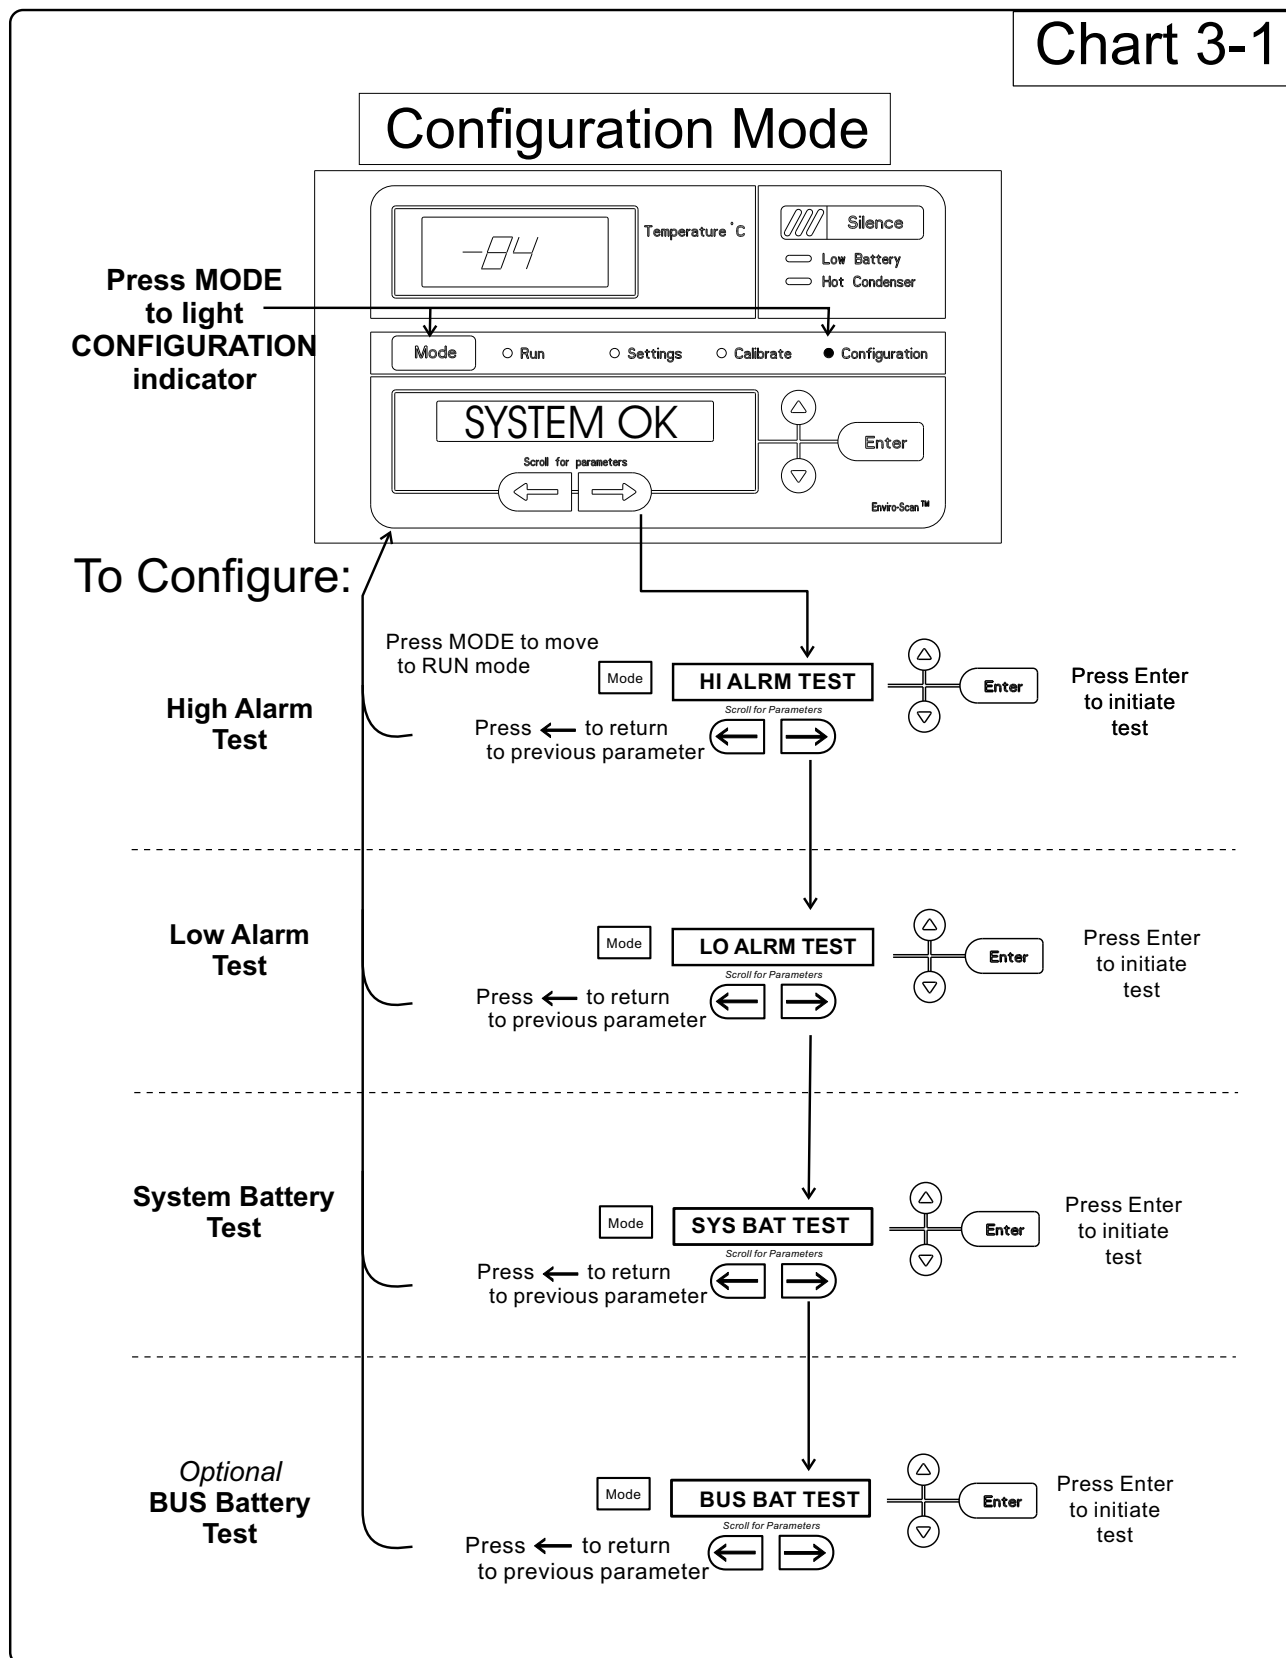 Chart 3-1
Configuration Mode
-84
Temperature °C
Silence
Low Battery
Hot Condenser
Press MODE
to light
CONFIGURATION
indicator
Mode
Run
Settings
Calibrate
Configuration
SYSTEM OK
Scroll for parameters
Enter
Enviro-Scan™
To Configure:
High Alarm
Test
Press MODE to move
to RUN mode
Mode
HI ALRM TEST
Scroll for Parameters
Press ← to return
to previous parameter
Enter
Press Enter
to initiate
test
Low Alarm
Test
Mode
LO ALRM TEST
Scroll for Parameters
Press ← to return
to previous parameter
Enter
Press Enter
to initiate
test
System Battery
Test
Mode
SYS BAT TEST
Scroll for Parameters
Press ← to return
to previous parameter
Enter
Press Enter
to initiate
test
Optional
BUS Battery
Test
Mode
BUS BAT TEST
Scroll for Parameters
Press ← to return
to previous parameter
Enter
Press Enter
to initiate
test